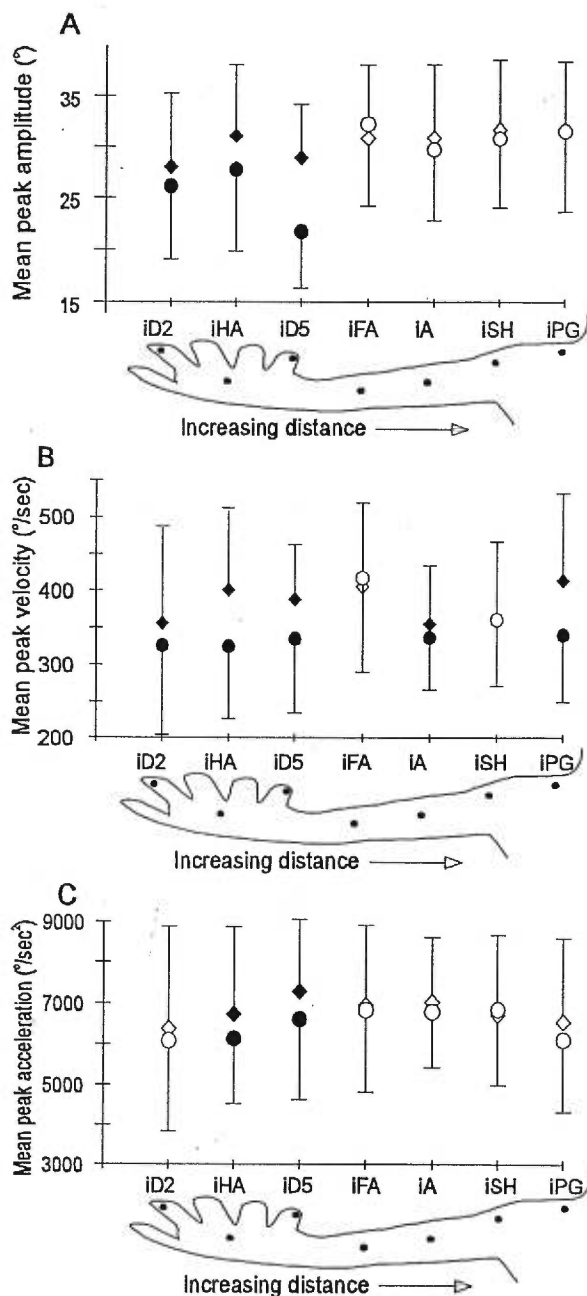 A
Mean peak amplitude (°)
35
25
15
iD2 iHA iD5 iFA iA iSH iPG
Increasing distance
B
Mean peak velocity (°/sec)
500
400
300
200
iD2 iHA iD5 iFA iA iSH iPG
Increasing distance
C
Mean peak acceleration (°/sec²)
9000
7000
5000
3000
iD2 iHA iD5 iFA iA iSH iPG
Increasing distance